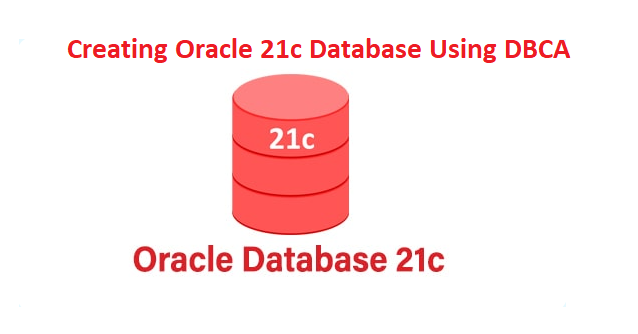 Creating Oracle 21c Database Using DBCA
21c
Oracle Database 21c